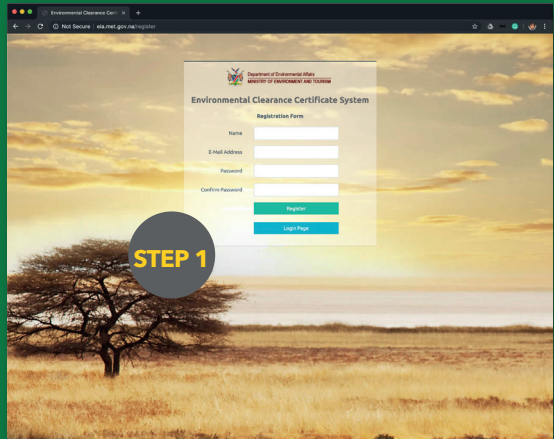 Environmental Clearance Cert
Not Secure | eia.met.gov.na/register
Department of Environmental Affairs
MINISTRY OF ENVIRONMENT AND TOURISM
Environmental Clearance Certificate System
Registration Form
Name
E-Mail Address
Password
Confirm-Password
Register
Login Page
STEP 1